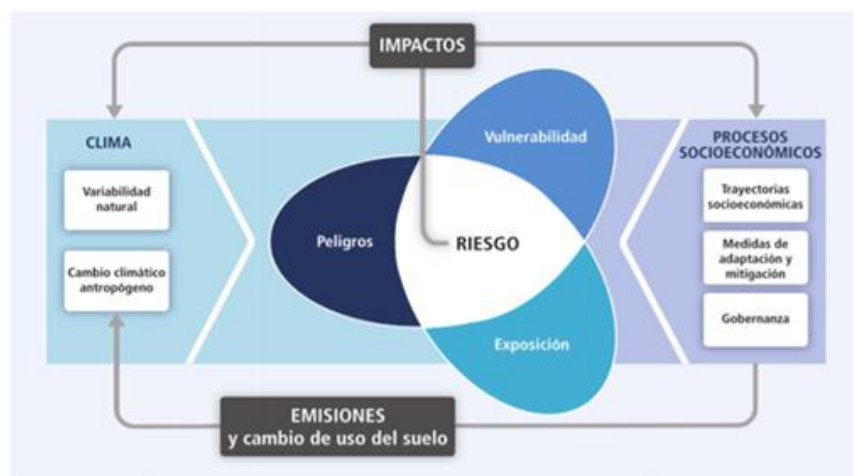 IMPACTOS
CLIMA
Variabilidad
natural
Cambio climático
antropógeno
Peligros
Vulnerabilidad
RIESGO
Exposición
PROCESOS
SOCIOECONÓMICOS
Trayectorias
socioeconómicas
Medidas de
adaptación y
mitigación
Gobernanza
EMISIONES
y cambio de uso del suelo